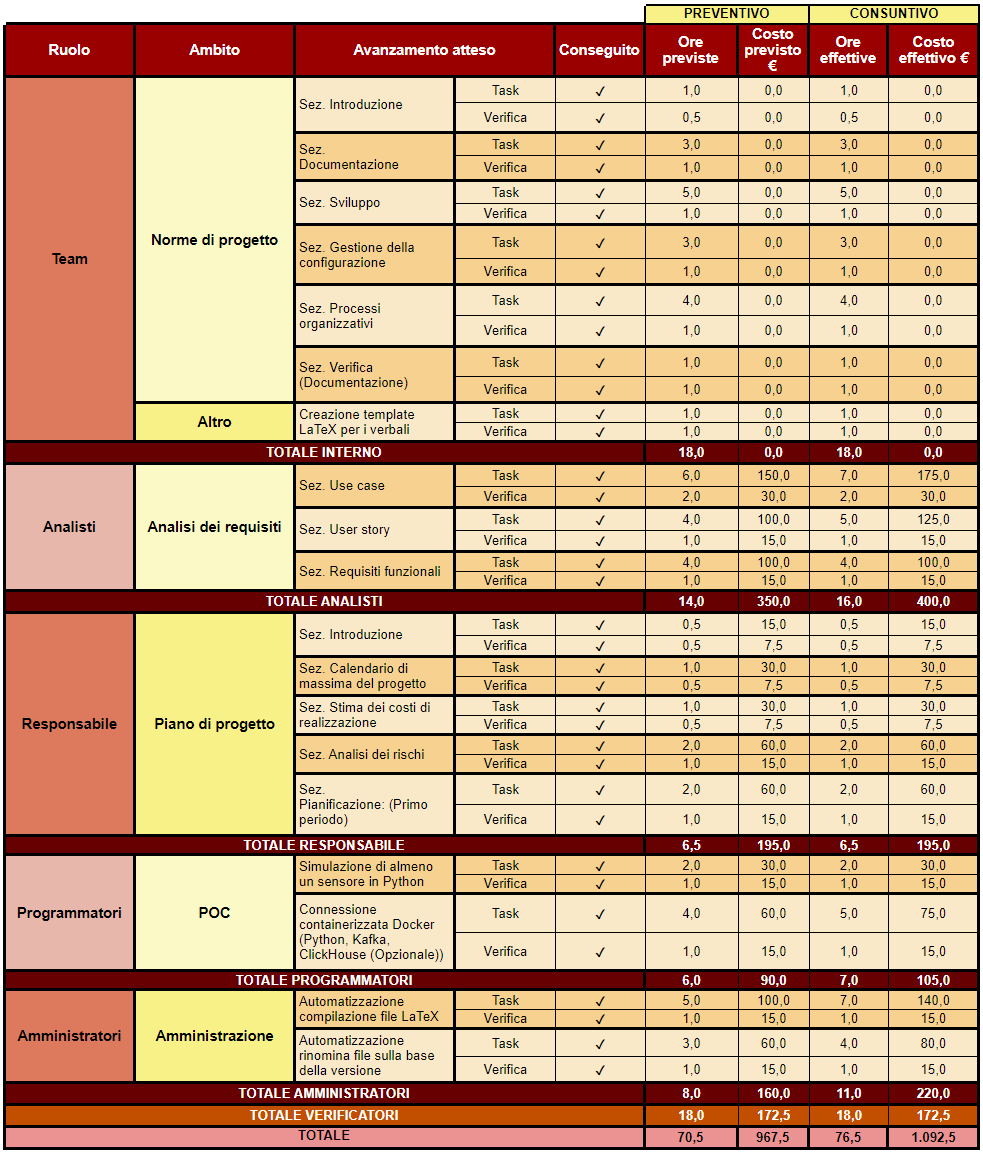 PREVENTIVO CONSUNTIVO
Ruolo Ambito Avanzamento atteso Conseguito Ore previste Costo previsto € Ore effettive Costo effettivo €
Team Norme di progetto Sez. Introduzione Task ✓ 1,0 0,0 1,0 0,0
Verifica ✓ 0,5 0,0 0,5 0,0
Sez. Documentazione Task ✓ 3,0 0,0 3,0 0,0
Verifica ✓ 1,0 0,0 1,0 0,0
Sez. Sviluppo Task ✓ 5,0 0,0 5,0 0,0
Verifica ✓ 1,0 0,0 1,0 0,0
Sez. Gestione della configurazione Task ✓ 3,0 0,0 3,0 0,0
Verifica ✓ 1,0 0,0 1,0 0,0
Sez. Processi organizzativi Task ✓ 4,0 0,0 4,0 0,0
Verifica ✓ 1,0 0,0 1,0 0,0
Sez. Verifica (Documentazione) Task ✓ 1,0 0,0 1,0 0,0
Verifica ✓ 1,0 0,0 1,0 0,0
Altro Creazione template LaTeX per i verbali Task ✓ 1,0 0,0 1,0 0,0
Verifica ✓ 1,0 0,0 1,0 0,0
TOTALE INTERNO 18,0 0,0 18,0 0,0
Analisti Analisi dei requisiti Sez. Use case Task ✓ 6,0 150,0 7,0 175,0
Verifica ✓ 2,0 30,0 2,0 30,0
Sez. User story Task ✓ 4,0 100,0 5,0 125,0
Verifica ✓ 1,0 15,0 1,0 15,0
Sez. Requisiti funzionali Task ✓ 4,0 100,0 4,0 100,0
Verifica ✓ 1,0 15,0 1,0 15,0
TOTALE ANALISTI 14,0 350,0 16,0 400,0
Responsabile Piano di progetto Sez. Introduzione Task ✓ 0,5 15,0 0,5 15,0
Verifica ✓ 0,5 7,5 0,5 7,5
Sez. Calendario di massima del progetto Task ✓ 1,0 30,0 1,0 30,0
Verifica ✓ 0,5 7,5 0,5 7,5
Sez. Stima dei costi di realizzazione Task ✓ 1,0 30,0 1,0 30,0
Verifica ✓ 0,5 7,5 0,5 7,5
Sez. Analisi dei rischi Task ✓ 2,0 60,0 2,0 60,0
Verifica ✓ 1,0 15,0 1,0 15,0
Sez. Pianificazione: (Primo periodo) Task ✓ 2,0 60,0 2,0 60,0
Verifica ✓ 1,0 15,0 1,0 15,0
TOTALE RESPONSABILE 6,5 195,0 6,5 195,0
Programmatori POC Simulazione di almeno un sensore in Python Task ✓ 2,0 30,0 2,0 30,0
Verifica ✓ 1,0 15,0 1,0 15,0
Connessione containerizzata Docker (Python, Kafka, ClickHouse (Opzionale)) Task ✓ 4,0 60,0 5,0 75,0
Verifica ✓ 1,0 15,0 1,0 15,0
TOTALE PROGRAMMATORI 6,0 90,0 7,0 105,0
Amministratori Amministrazione Automatizzazione compilazione file LaTeX Task ✓ 5,0 100,0 7,0 140,0
Verifica ✓ 1,0 15,0 1,0 15,0
Automatizzazione rinomina file sulla base della versione Task ✓ 3,0 60,0 4,0 80,0
Verifica ✓ 1,0 15,0 1,0 15,0
TOTALE AMMINISTRATORI 8,0 160,0 11,0 220,0
TOTALE VERIFICATORI 18,0 172,5 18,0 172,5
TOTALE 70,5 967,5 76,5 1.092,5